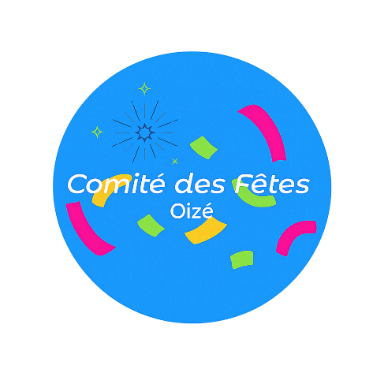 Comité des Fêtes
Oizé